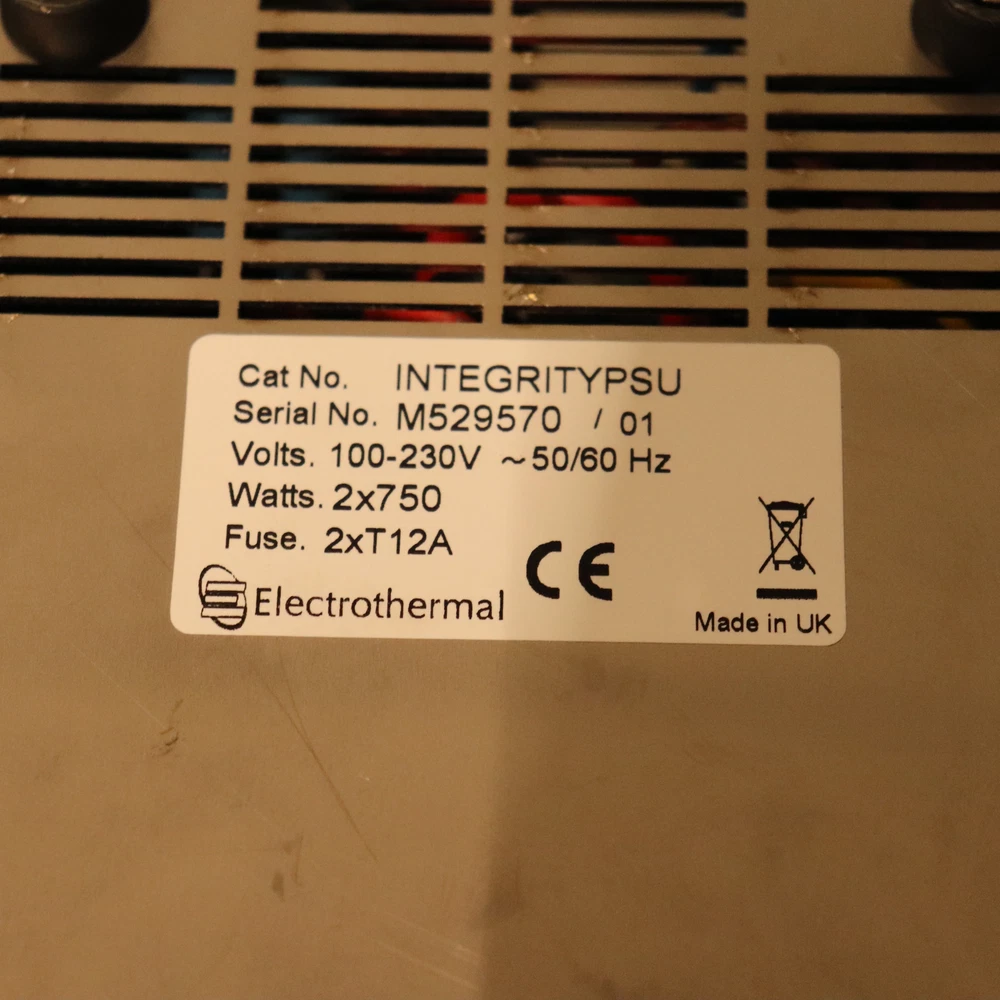 Cat No. INTEGRITYPSU
Serial No. M529570 / 01
Volts. 100-230V ~50/60 Hz
Watts. 2x750
Fuse. 2xT12A
Electrothermal
CE
Made in UK